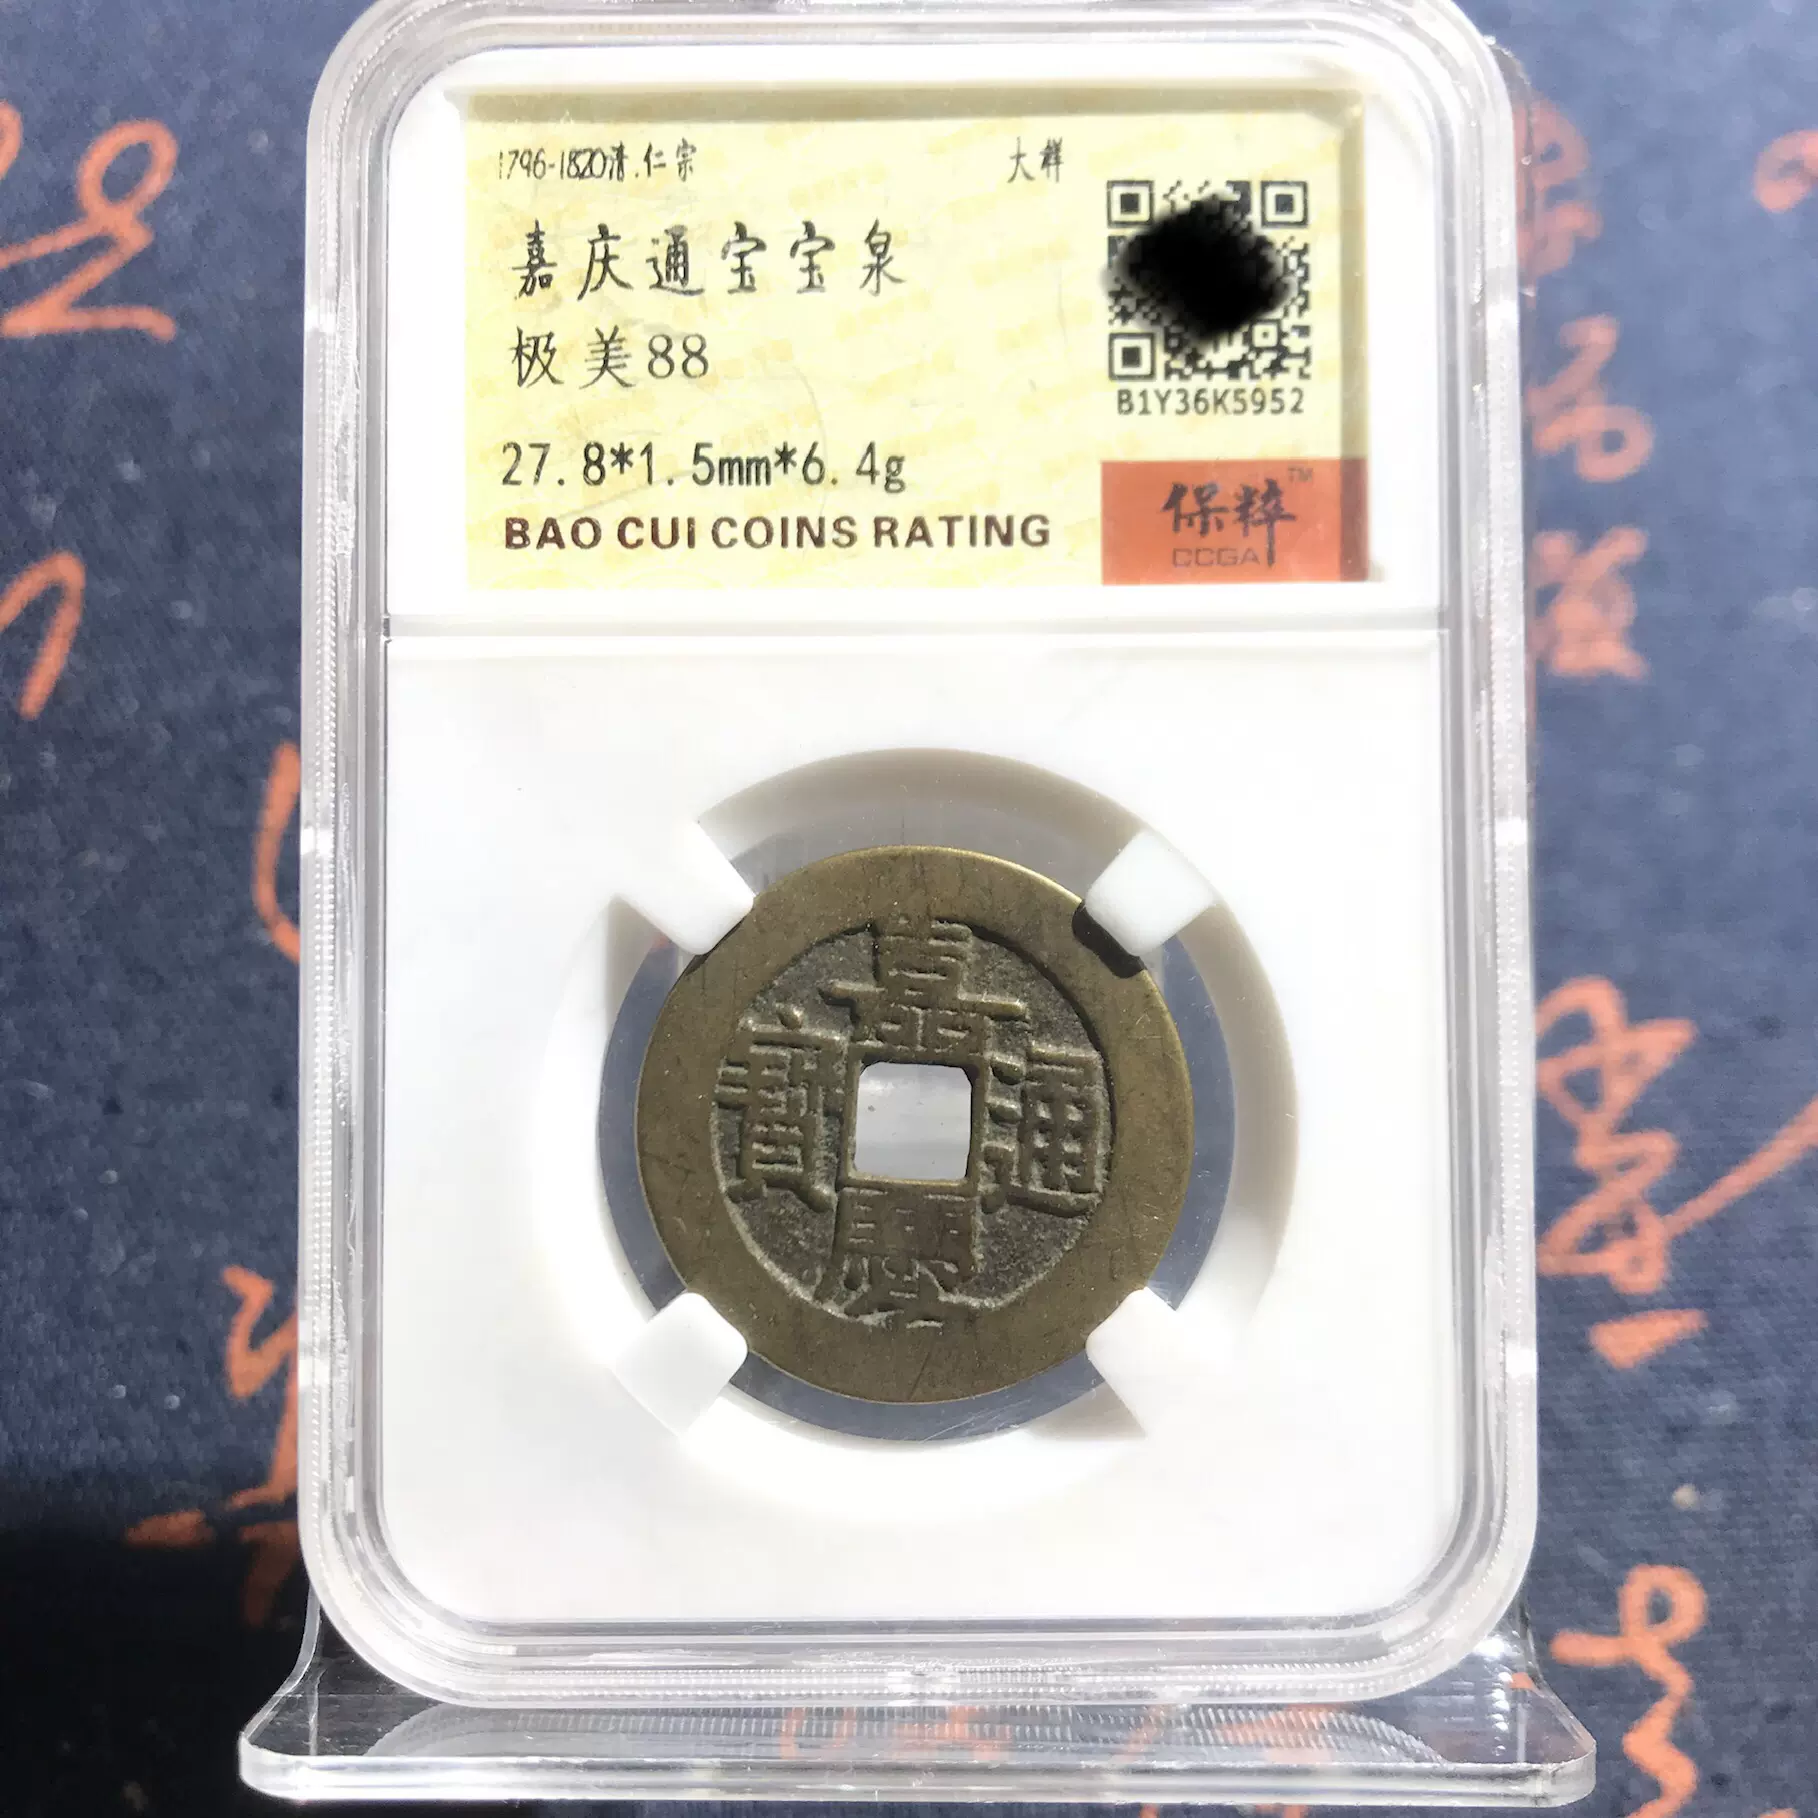 1796-1820清.仁宗
大样
嘉庆通宝宝泉
极美88
B1Y36K5952
27.8*1.5mm*6.4g
BAO CUI COINS RATING
保粹™
CCGA
嘉慶通寶